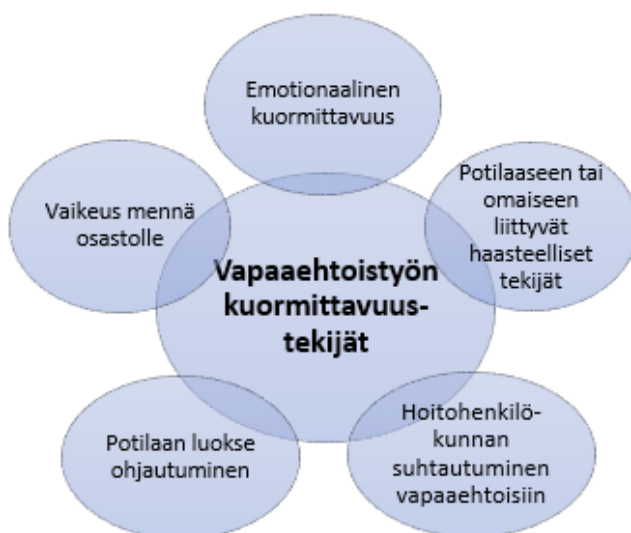 Emotionaalinen
kuormittavuus
Potilaaseen tai
omaiseen
liittyvät
haasteelliset
tekijät
Vaikeus mennä
osastolle
Vapaaehtoistyön
kuormittavuus-
tekijät
Hoitohenkilö-
kunnan
suhtautuminen
vapaaehtoisiin
Potilaan luokse
ohjautuminen